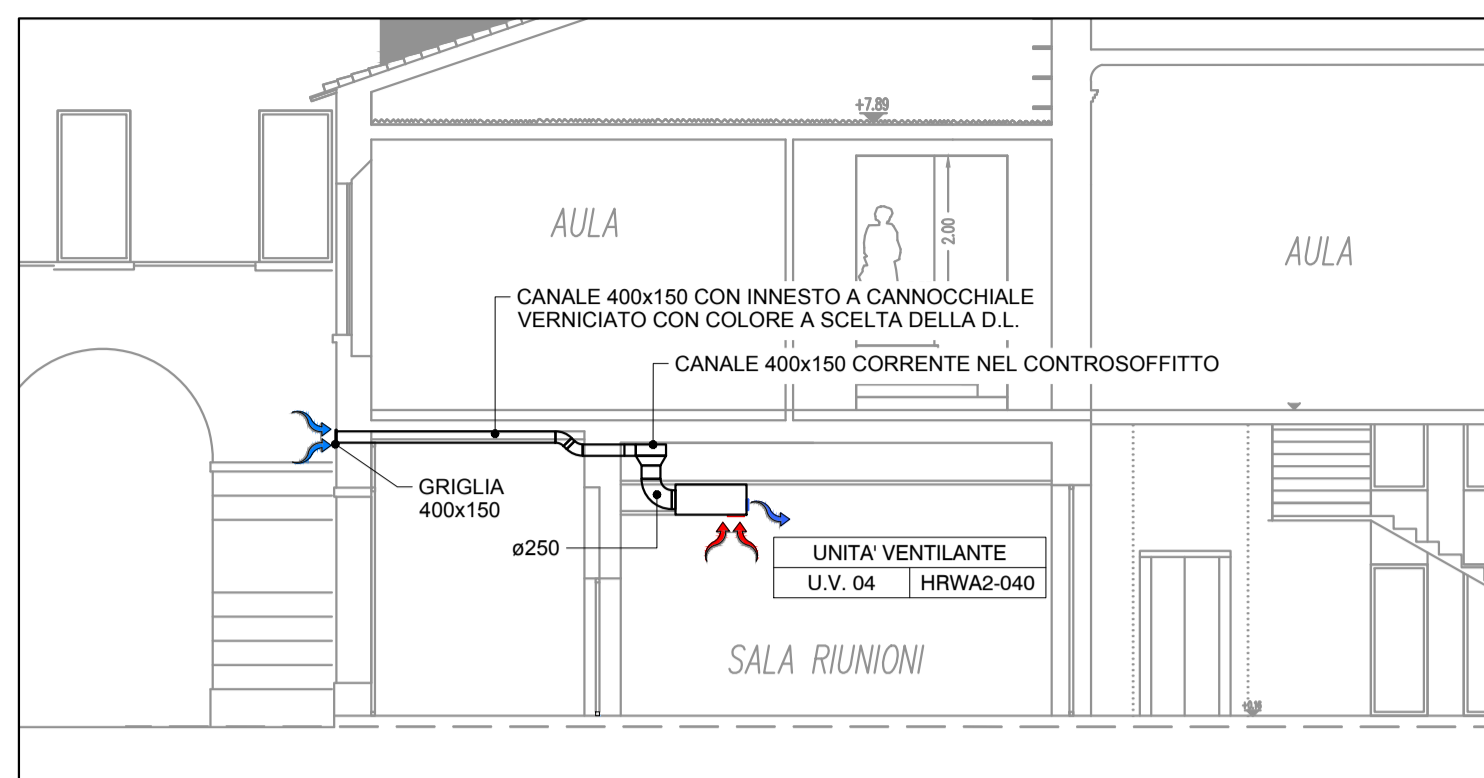 +7.89
AULA
2.00
AULA
CANALE 400x150 CON INNESTO A CANNOCCHIALE
VERNICIATO CON COLORE A SCELTA DELLA D.L.
CANALE 400x150 CORRENTE NEL CONTROSOFFITTO
GRIGLIA
400x150
ø250
UNITA' VENTILANTE
U.V. 04 HRWA2-040
SALA RIUNIONI